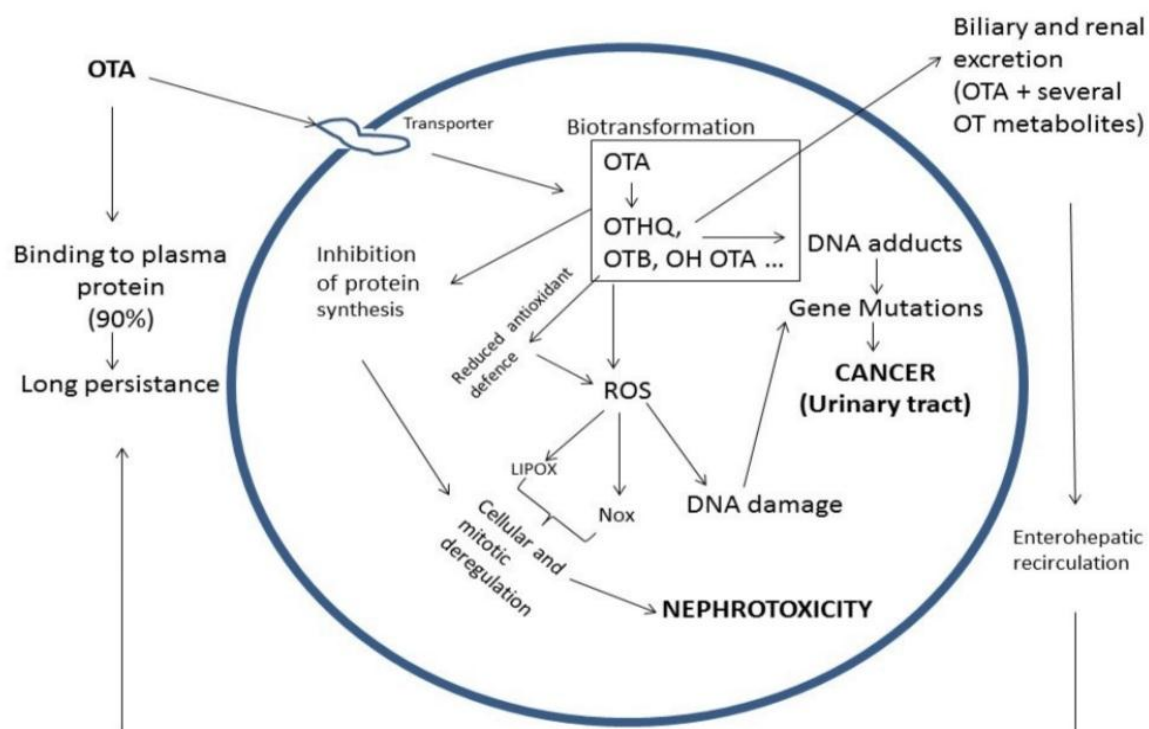 OTA
Transporter
Biotransformation
OTA
OTHQ,
OTB, OH OTA ...
Biliary and renal
excretion
(OTA + several
OT metabolites)
Binding to plasma
protein
(90%)
Long persistance
Inhibition
of protein
synthesis
Reduced antioxidant
defence
DNA adducts
Gene Mutations
CANCER
(Urinary tract)
ROS
LIPOX
Nox
DNA damage
Cellular and
mitotic
deregulation
NEPHROTOXICITY
Enterohepatic
recirculation